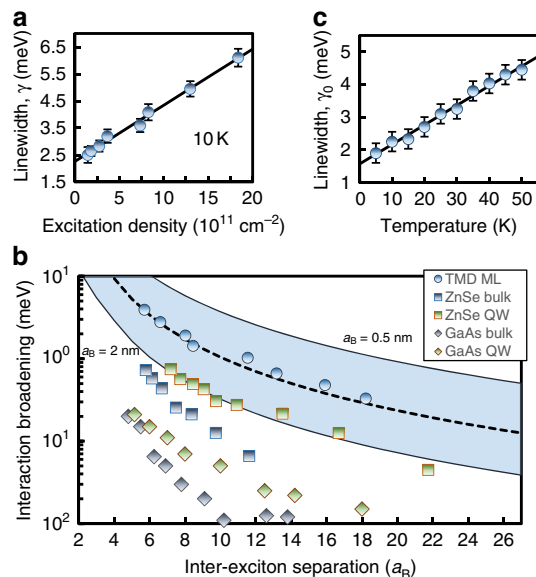 a
Linewidth, γ (meV)
6.5
5.5
4.5
3.5
2.5
1.5
0 5 10 15 20
10 K
Excitation density (10¹¹ cm⁻²)
c
Linewidth, γ₀ (meV)
5
4
3
2
1
0 10 20 30 40 50
Temperature (K)
b
Interaction broadening (meV)
10¹
10⁰
10¹
10²
TMD ML
ZnSe bulk
ZnSe QW
GaAs bulk
GaAs QW
a_B = 0.5 nm
a_B = 2 nm
2 4 6 8 10 12 14 16 18 20 22 24 26
Inter-exciton separation (a_B)